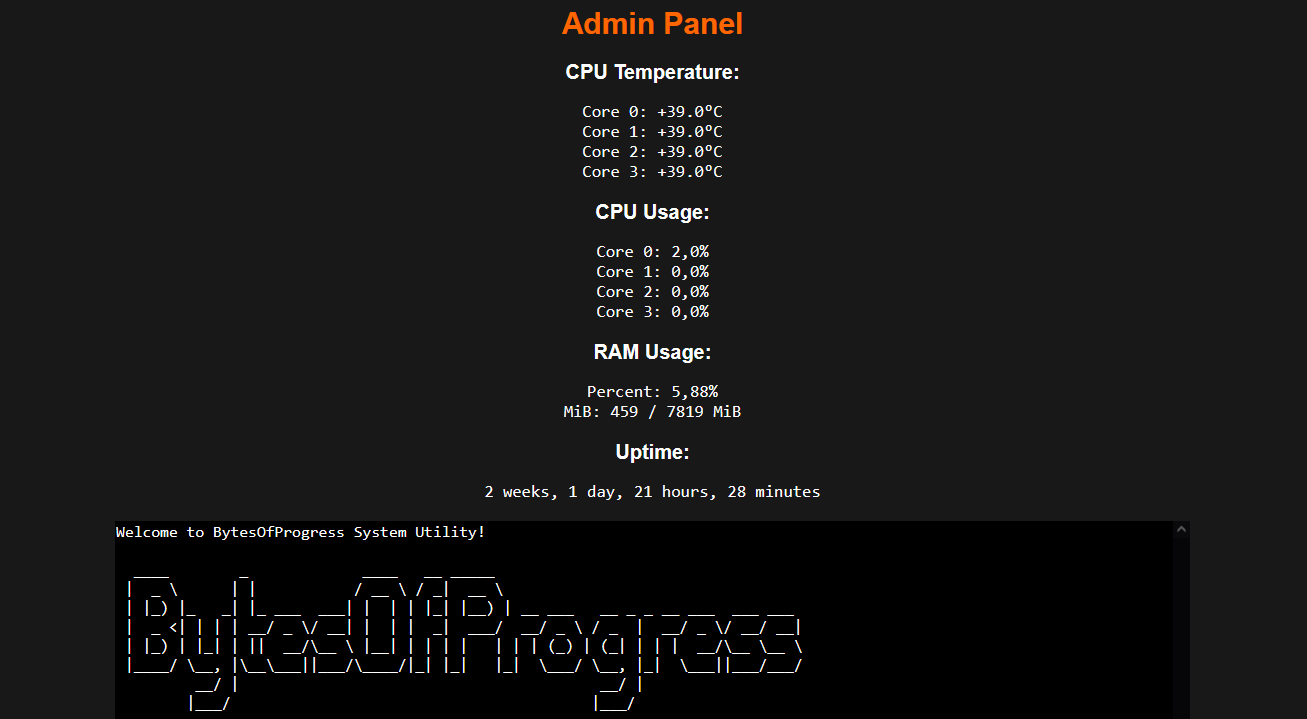 Admin Panel
CPU Temperature:
Core 0: +39.0°C
Core 1: +39.0°C
Core 2: +39.0°C
Core 3: +39.0°C
CPU Usage:
Core 0: 2,0%
Core 1: 0,0%
Core 2: 0,0%
Core 3: 0,0%
RAM Usage:
Percent: 5,88%
MiB: 459 / 7819 MiB
Uptime:
2 weeks, 1 day, 21 hours, 28 minutes
Welcome to BytesOfProgress System Utility!
BytesOfProgress